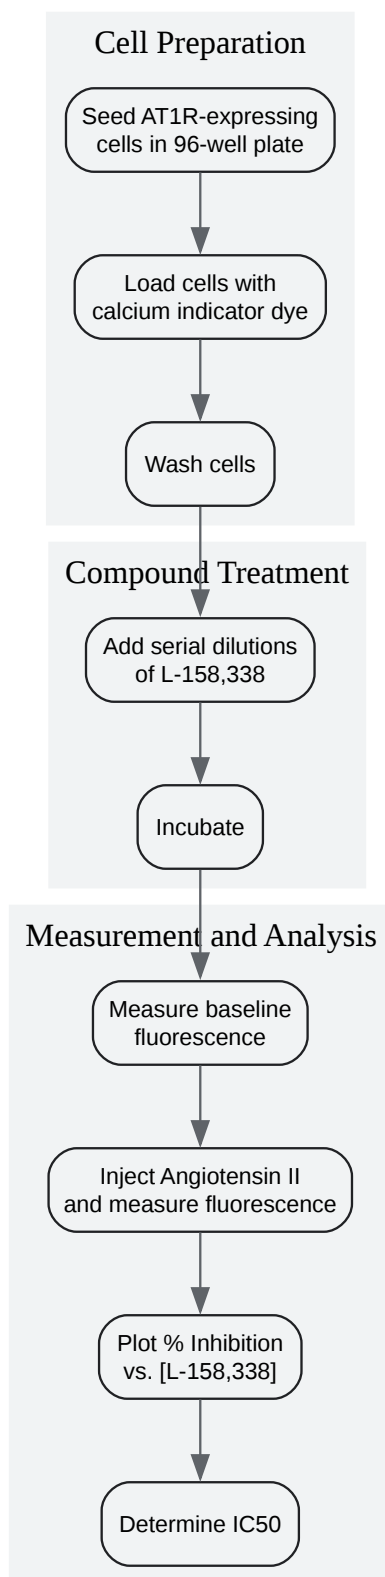 Cell Preparation
Seed AT1R-expressing
cells in 96-well plate
Load cells with
calcium indicator dye
Wash cells
Compound Treatment
Add serial dilutions
of L-158,338
Incubate
Measurement and Analysis
Measure baseline
fluorescence
Inject Angiotensin II
and measure fluorescence
Plot % Inhibition
vs. [L-158,338]
Determine IC50